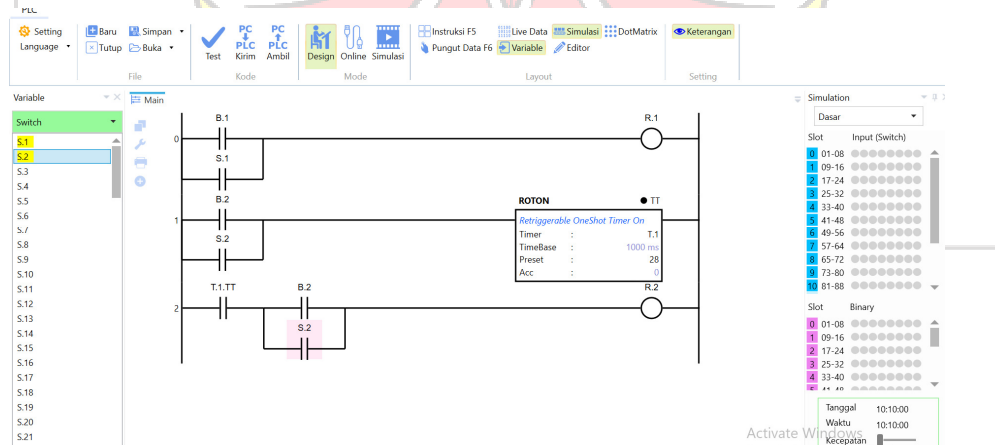 PLC
Setting
Language
Baru
Simpan
Tutup
Buka
File
Test
PC
PLC
Kirim
PC
PLC
Ambil
Kode
Design
Online
Simulasi
Mode
Instruksi F5
Live Data
Simulasi
DotMatrix
Pungut Data F6
Variable
Editor
Layout
Keterangan
Setting
Variable
Switch
S.1
S.2
S.3
S.4
S.5
S.6
S.7
S.8
S.9
S.10
S.11
S.12
S.13
S.14
S.15
S.16
S.17
S.18
S.19
S.20
S.21
Main
0
B.1
R.1
S.1
1
B.2
S.2
ROTON
TT
Retriggerable OneShot Timer On
Timer : T.1
TimeBase : 1000 ms
Preset : 28
Acc : 0
2
T.1.TT
B.2
R.2
S.2
Simulation
Dasar
Slot Input (Switch)
0 01-08
1 09-16
2 17-24
3 25-32
4 33-40
5 41-48
6 49-56
7 57-64
8 65-72
9 73-80
10 81-88
Slot Binary
0 01-08
1 09-16
2 17-24
3 25-32
4 33-40
5 41-48
Tanggal 10:10:00
Waktu 10:10:00
Kecepatan
Activate Windows